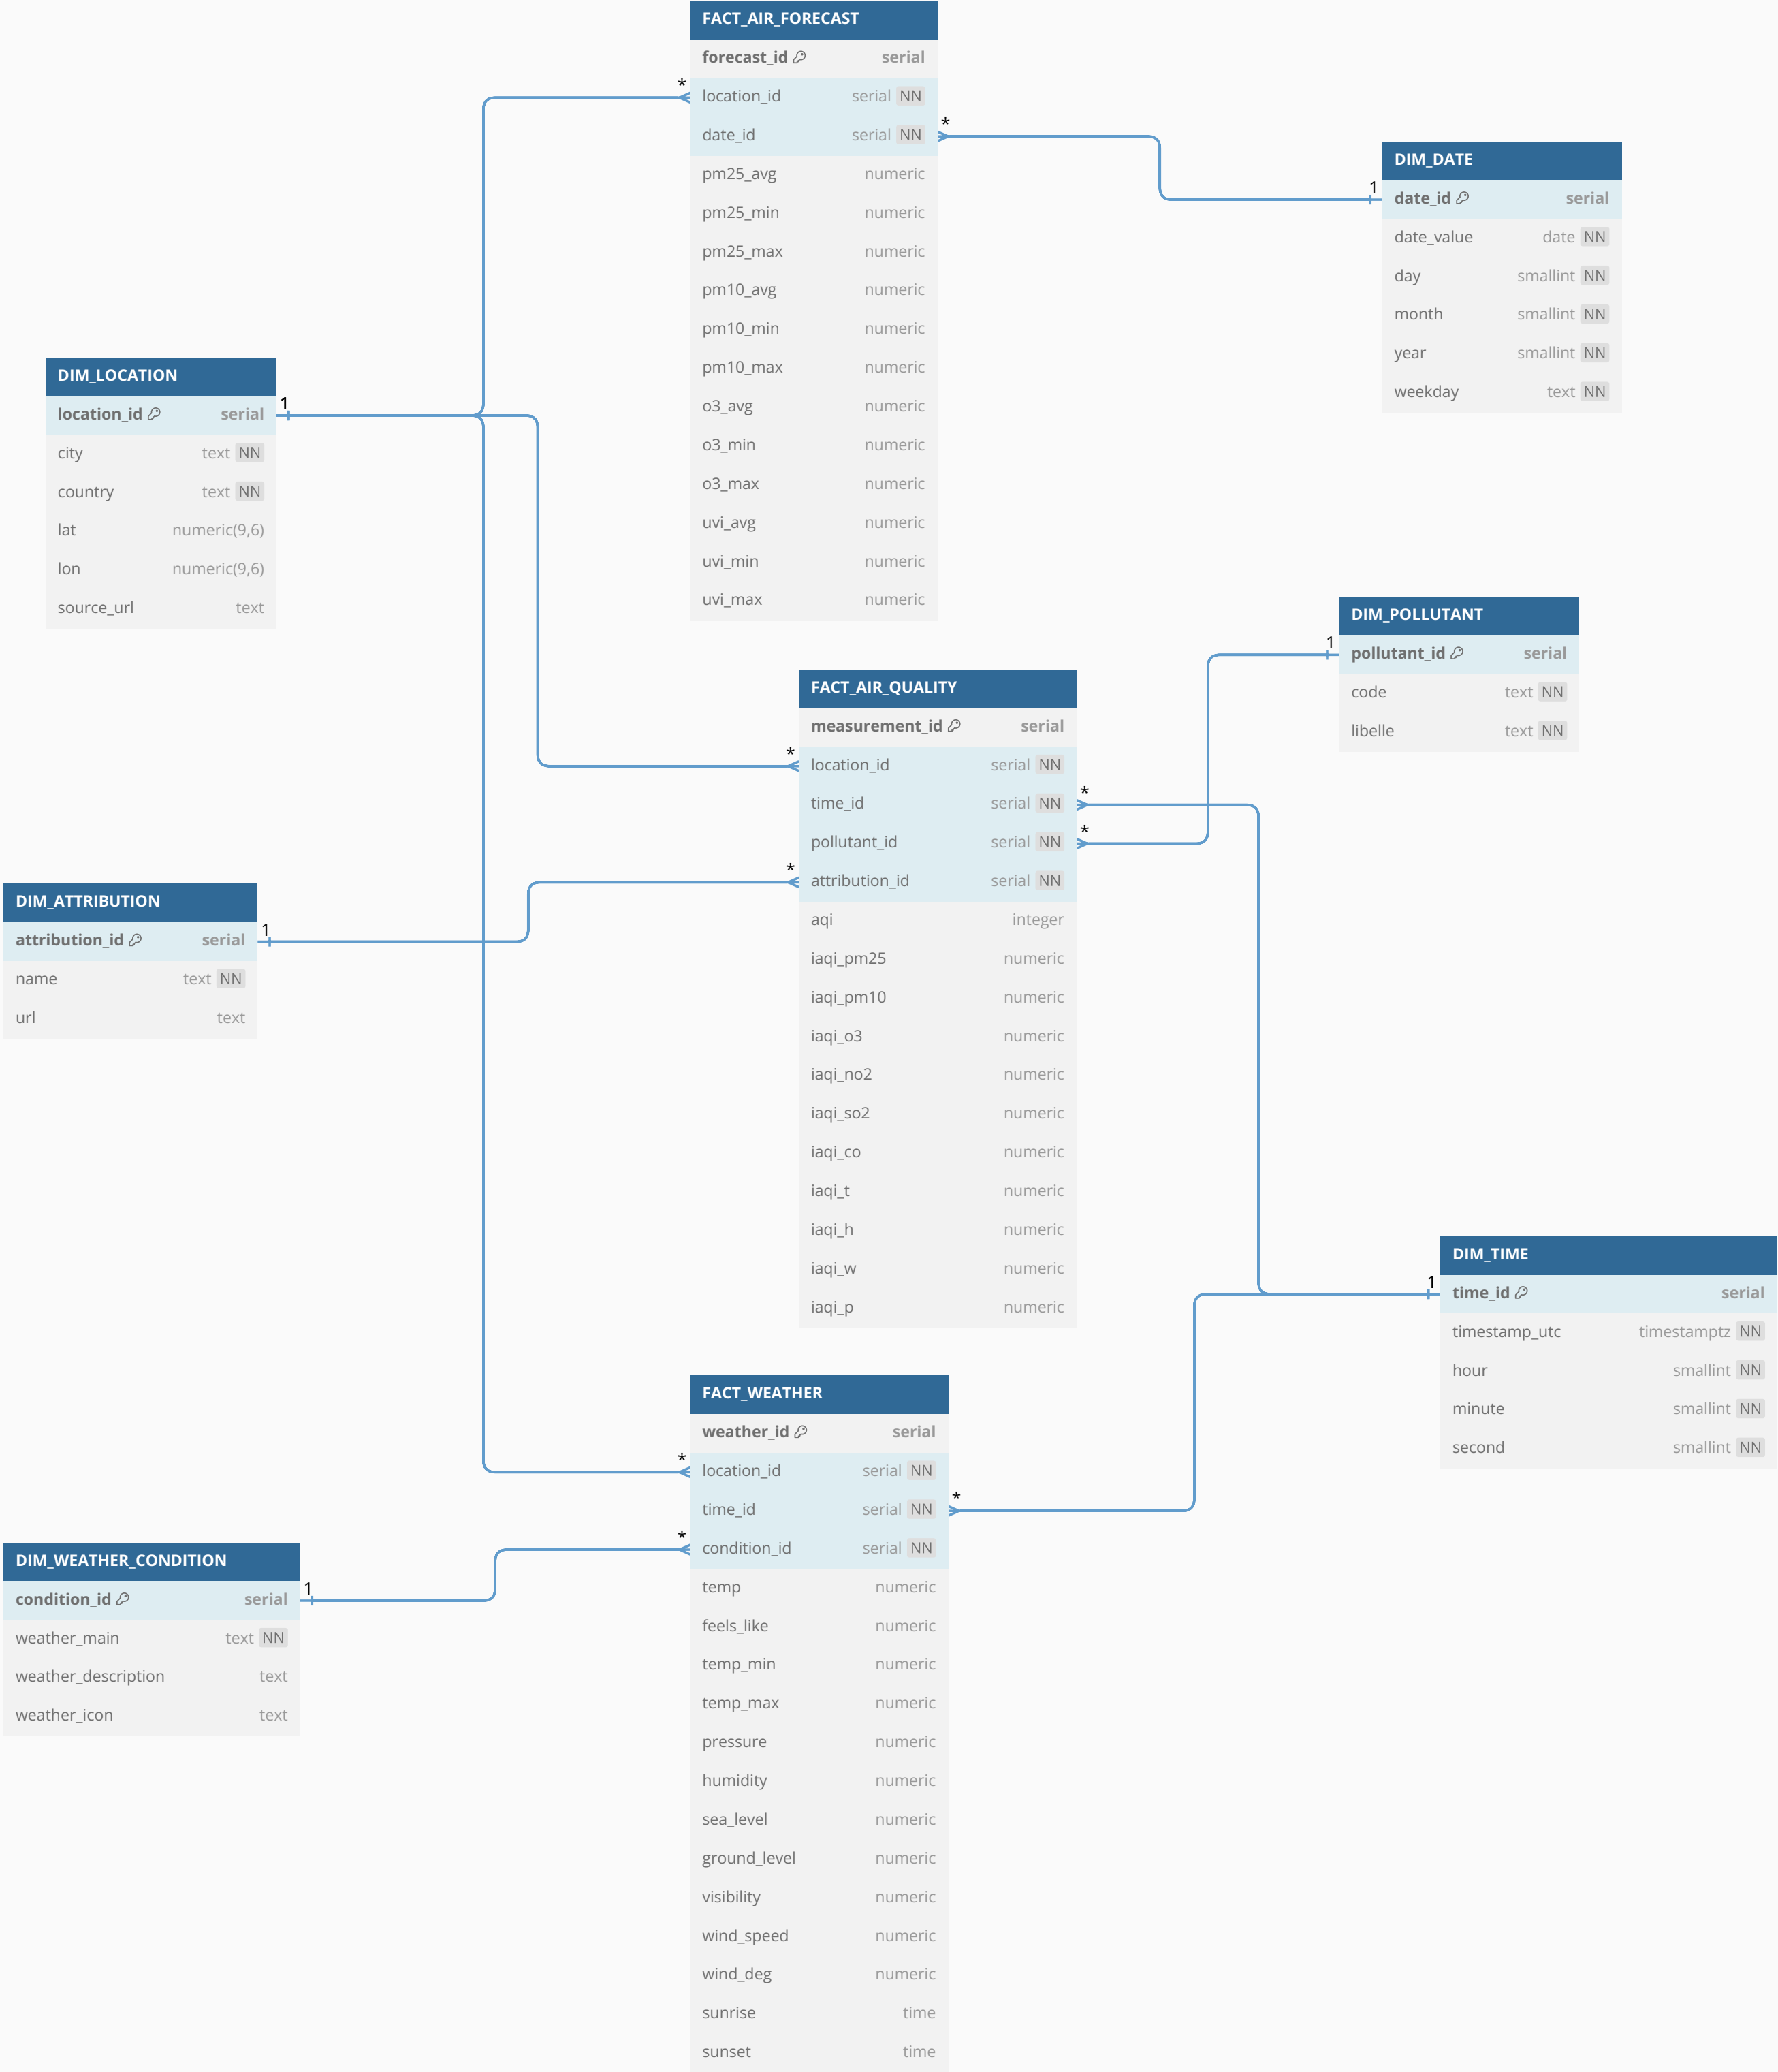 FACT_AIR_FORECAST
forecast_id serial
* location_id serial NN
date_id serial NN *
pm25_avg numeric
pm25_min numeric
pm25_max numeric
pm10_avg numeric
pm10_min numeric
pm10_max numeric
o3_avg numeric
o3_min numeric
o3_max numeric
uvi_avg numeric
uvi_min numeric
uvi_max numeric
DIM_DATE
1 date_id serial
date_value date NN
day smallint NN
month smallint NN
year smallint NN
weekday text NN
DIM_LOCATION
location_id serial 1
city text NN
country text NN
lat numeric(9,6)
lon numeric(9,6)
source_url text
DIM_POLLUTANT
1 pollutant_id serial
code text NN
libelle text NN
FACT_AIR_QUALITY
measurement_id serial
* location_id serial NN
time_id serial NN *
pollutant_id serial NN *
* attribution_id serial NN
aqi integer
iaqi_pm25 numeric
iaqi_pm10 numeric
iaqi_o3 numeric
iaqi_no2 numeric
iaqi_so2 numeric
iaqi_co numeric
iaqi_t numeric
iaqi_h numeric
iaqi_w numeric
iaqi_p numeric
DIM_ATTRIBUTION
attribution_id serial 1
name text NN
url text
DIM_TIME
1 time_id serial
timestamp_utc timestamptz NN
hour smallint NN
minute smallint NN
second smallint NN
FACT_WEATHER
weather_id serial
* location_id serial NN
time_id serial NN *
* condition_id serial NN
temp numeric
feels_like numeric
temp_min numeric
temp_max numeric
pressure numeric
humidity numeric
sea_level numeric
ground_level numeric
visibility numeric
wind_speed numeric
wind_deg numeric
sunrise time
sunset time
DIM_WEATHER_CONDITION
condition_id serial 1
weather_main text NN
weather_description text
weather_icon text